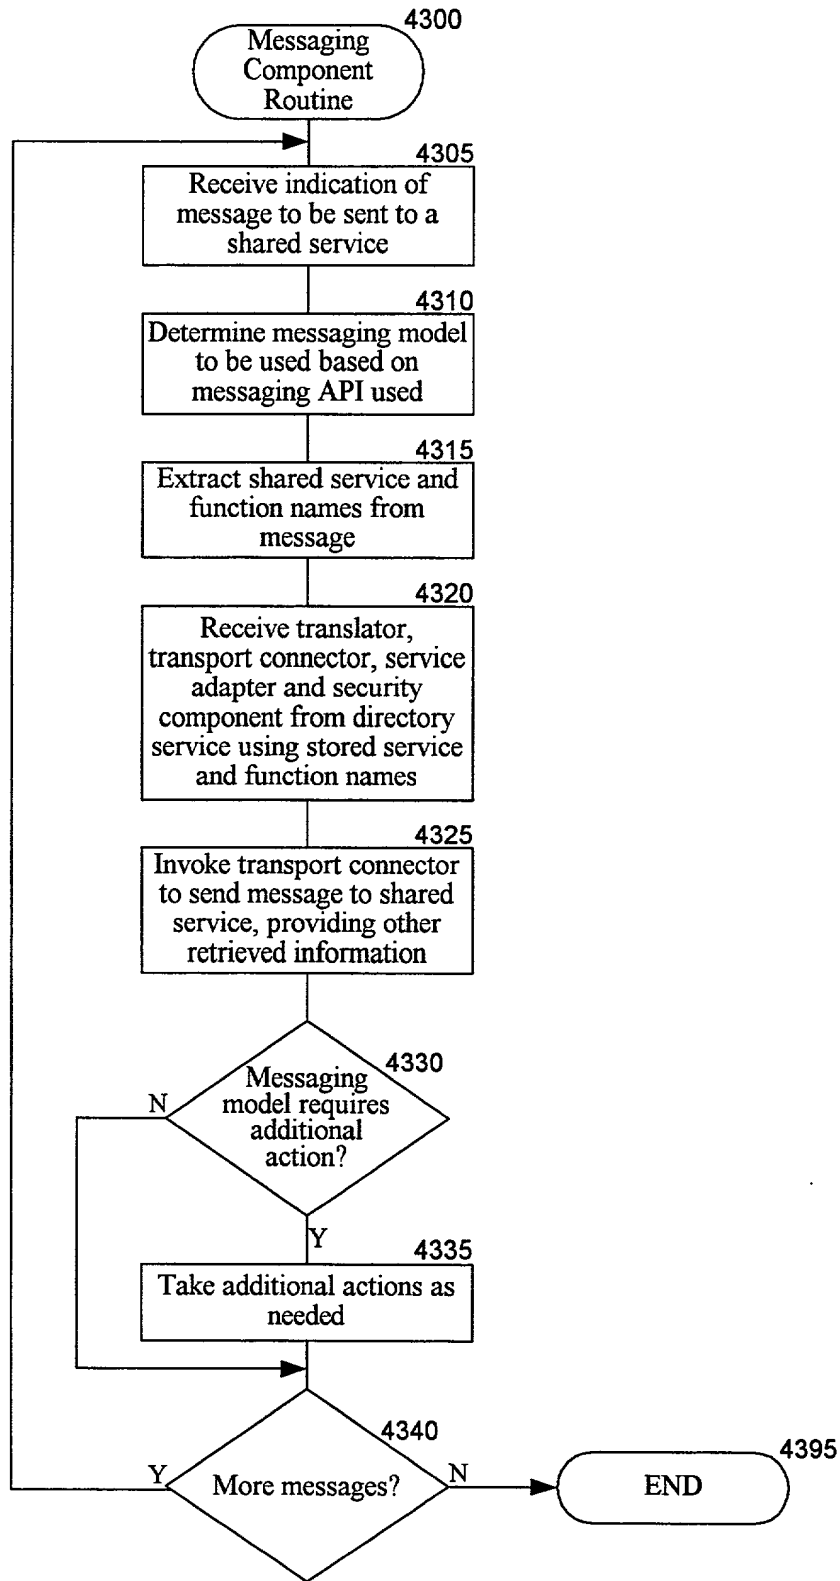 4300
Messaging
Component
Routine
4305
Receive indication of
message to be sent to a
shared service
4310
Determine messaging model
to be used based on
messaging API used
4315
Extract shared service and
function names from
message
4320
Receive translator,
transport connector, service
adapter and security
component from directory
service using stored service
and function names
4325
Invoke transport connector
to send message to shared
service, providing other
retrieved information
4330
Messaging
model requires
additional
action?
N
Y
4335
Take additional actions as
needed
4340
More messages?
Y
N
4395
END